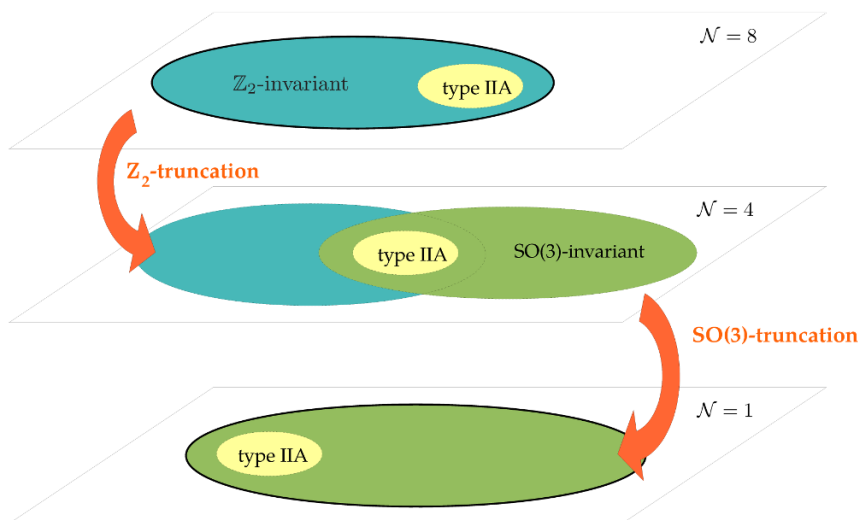 𝒩 = 8
ℤ₂-invariant
type IIA
Z₂-truncation
𝒩 = 4
type IIA
SO(3)-invariant
SO(3)-truncation
𝒩 = 1
type IIA